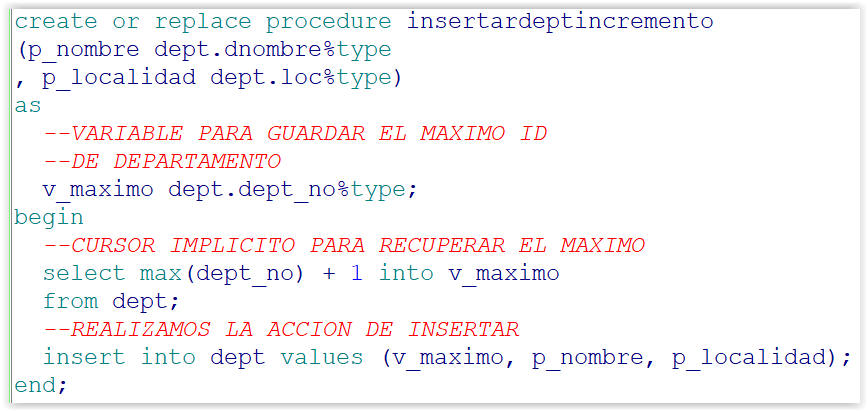 create or replace procedure insertardeptincremento
(p_nombre dept.dnombre%type
, p_localidad dept.loc%type)
as
--VARIABLE PARA GUARDAR EL MAXIMO ID
--DE DEPARTAMENTO
v_maximo dept.dept_no%type;
begin
--CURSOR IMPLICITO PARA RECUPERAR EL MAXIMO
select max(dept_no) + 1 into v_maximo
from dept;
--REALIZAMOS LA ACCION DE INSERTAR
insert into dept values (v_maximo, p_nombre, p_localidad);
end;